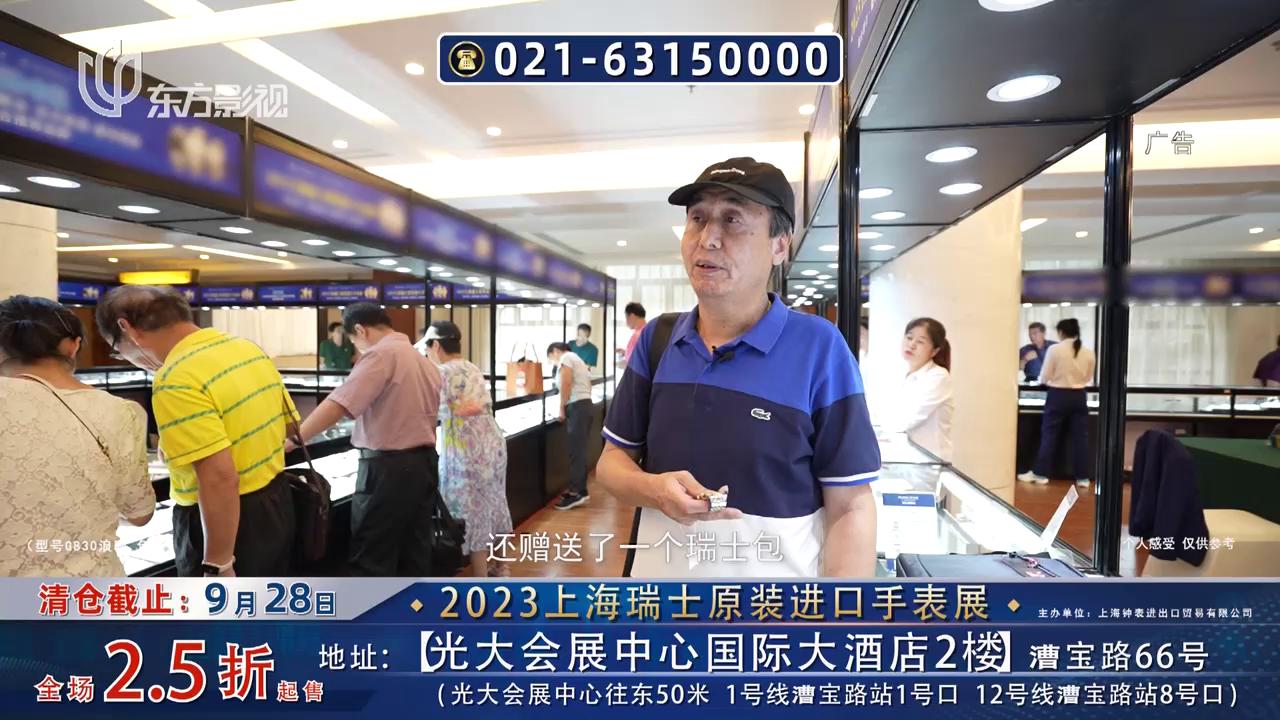 021-63150000
东方影视
广告
还赠送了一个瑞士包
个人感受 仅供参考
清仓截止：9月28日
2023上海瑞士原装进口手表展
主办单位：上海钟表进出口贸易有限公司
全场2.5折起售
地址：【光大会展中心国际大酒店2楼】漕宝路66号
（光大会展中心往东50米 1号线漕宝路站1号口 12号线漕宝路站8号口）